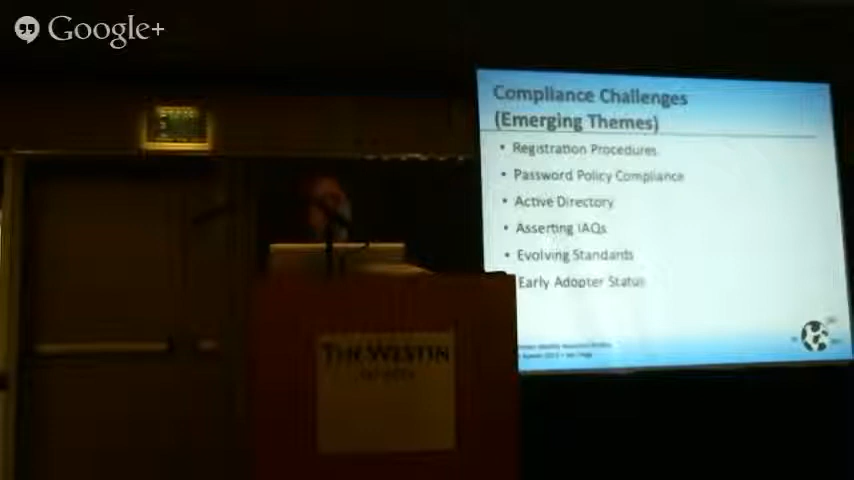 Google+
Compliance Challenges
(Emerging Themes)
• Registration Procedures
• Password Policy Compliance
• Active Directory
• Asserting IAQs
• Evolving Standards
Early Adopter Status
THE WESTIN